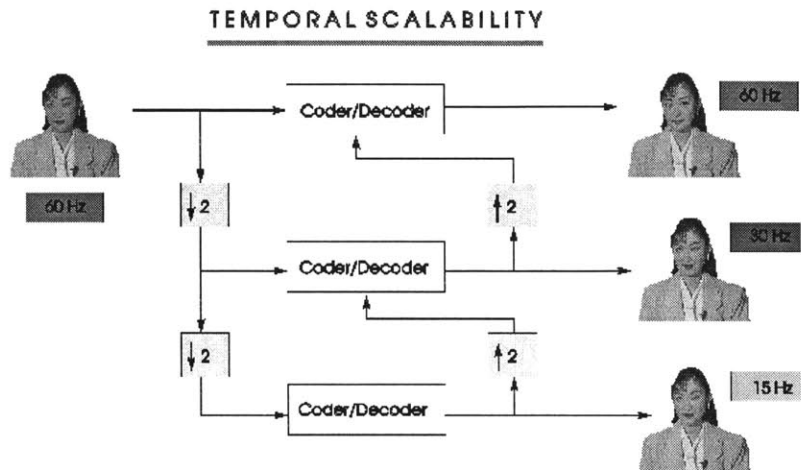 TEMPORAL SCALABILITY
Coder/Decoder
60 Hz
60 Hz
↓ 2
↑ 2
Coder/Decoder
30 Hz
↓ 2
↑ 2
Coder/Decoder
15 Hz